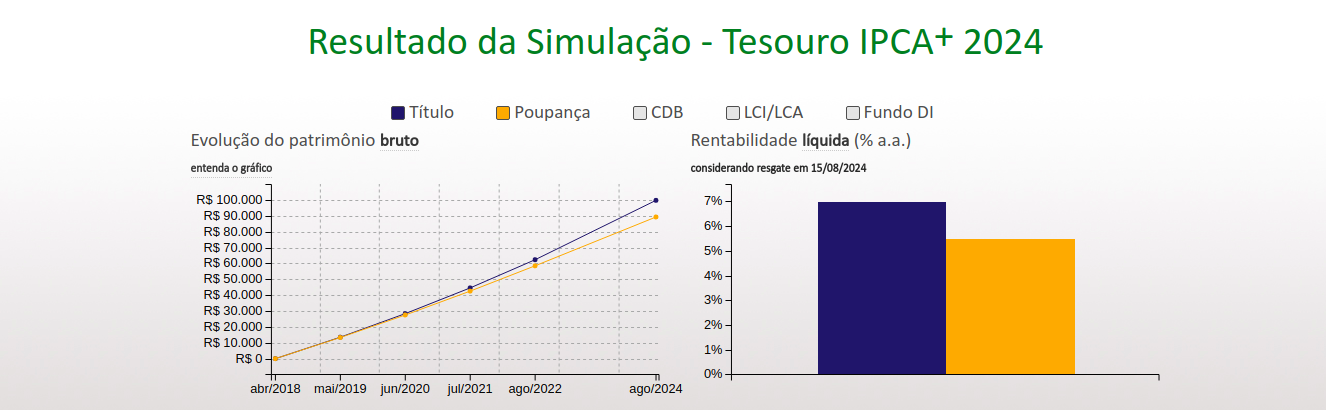 Resultado da Simulação - Tesouro IPCA+ 2024
Título Poupança CDB LCI/LCA Fundo DI
Evolução do patrimônio bruto
entenda o gráfico
R$ 100.000
R$ 90.000
R$ 80.000
R$ 70.000
R$ 60.000
R$ 50.000
R$ 40.000
R$ 30.000
R$ 20.000
R$ 10.000
R$ 0
abr/2018 mai/2019 jun/2020 jul/2021 ago/2022 ago/2024
Rentabilidade líquida (% a.a.)
considerando resgate em 15/08/2024
7%
6%
5%
4%
3%
2%
1%
0%